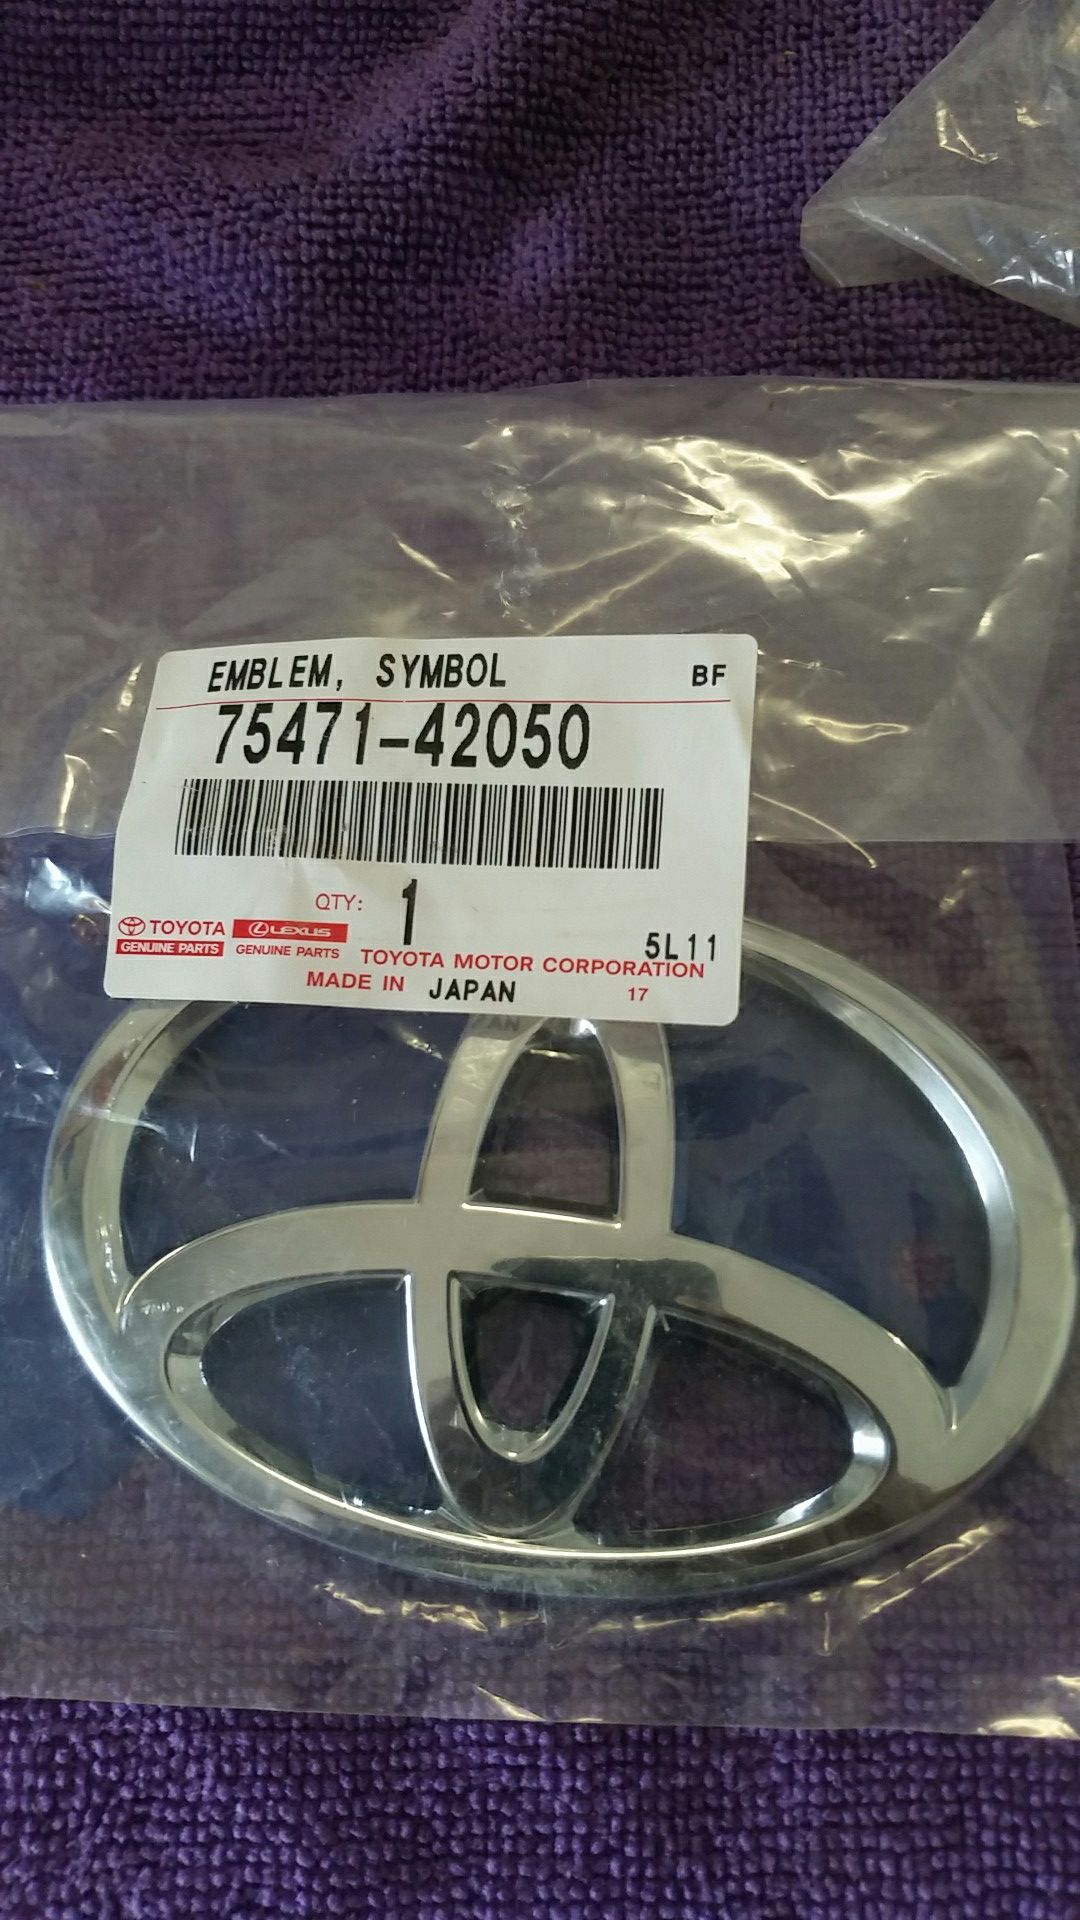 EMBLEM, SYMBOL BF
75471-42050
QTY: 1
TOYOTA LEXUS
GENUINE PARTS GENUINE PARTS
5L11
TOYOTA MOTOR CORPORATION
MADE IN JAPAN 17